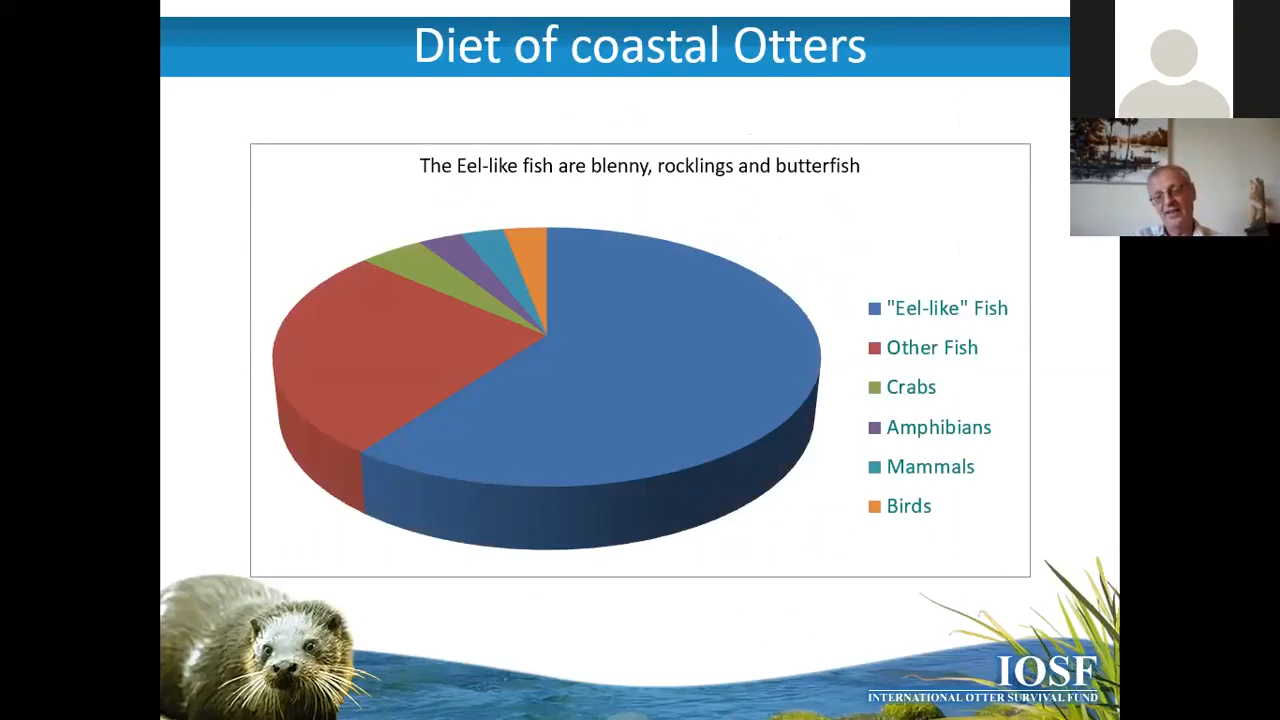 Diet of coastal Otters
The Eel-like fish are blenny, rocklings and butterfish
"Eel-like" Fish
Other Fish
Crabs
Amphibians
Mammals
Birds
IOSF
INTERNATIONAL OTTER SURVIVAL FUND